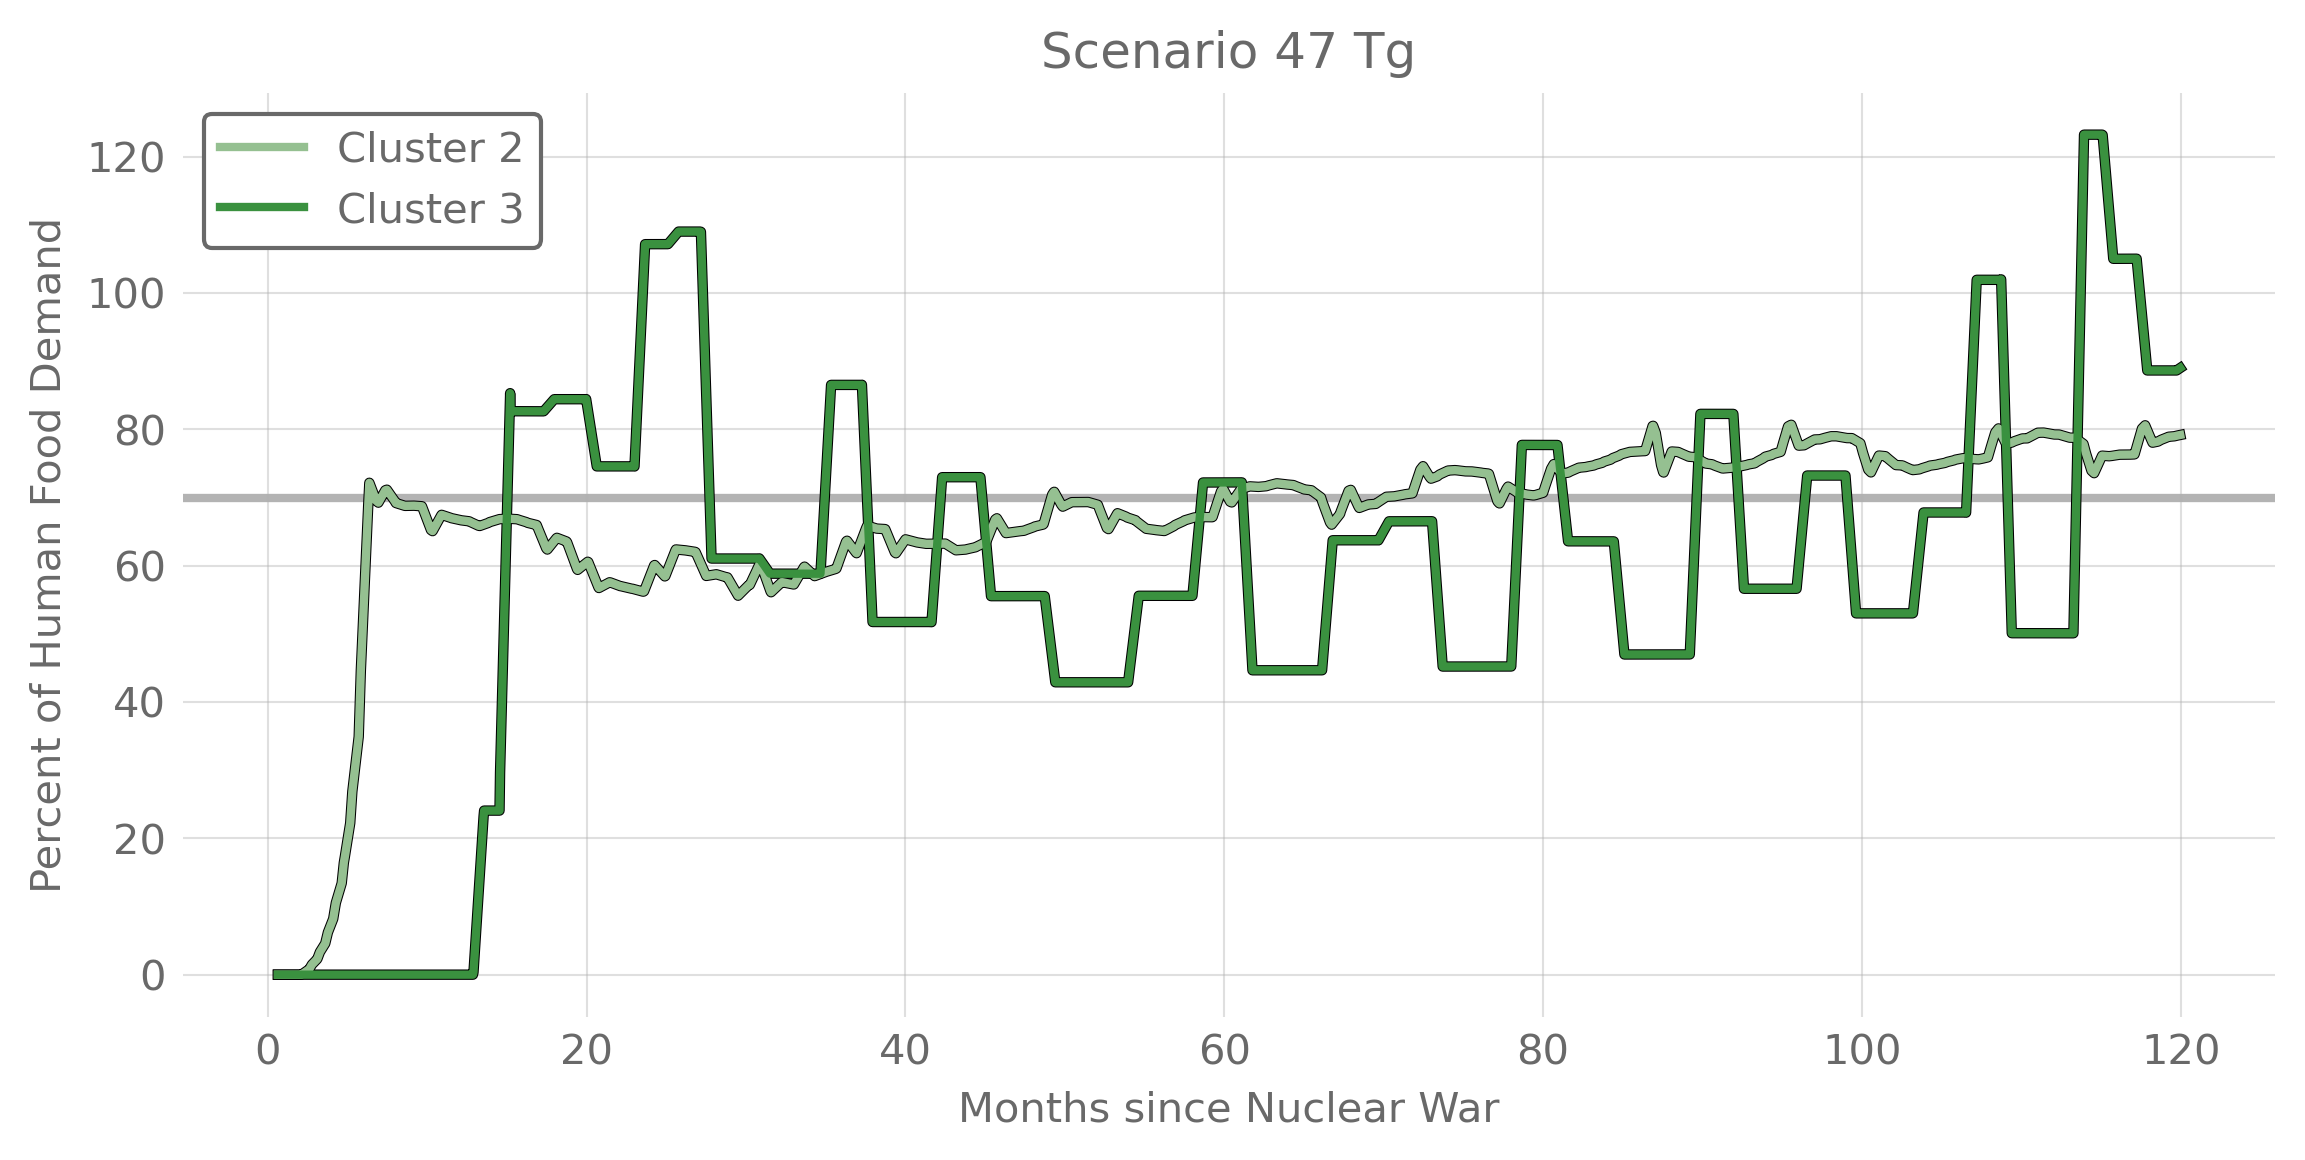 Scenario 47 Tg
Cluster 2
Cluster 3
Percent of Human Food Demand
120
100
80
60
40
20
0
0 20 40 60 80 100 120
Months since Nuclear War